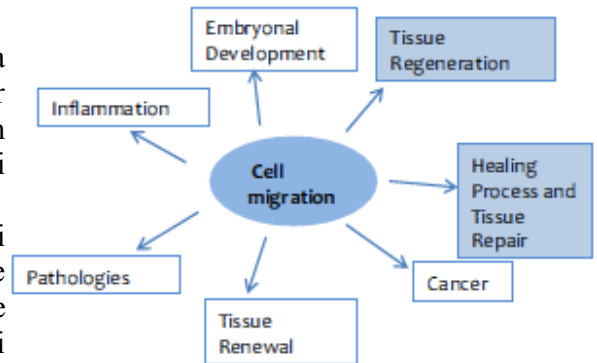 Embryonal
Development
Tissue
Regeneration
Inflammation
Cell
migration
Healing
Process and
Tissue
Repair
Pathologies
Cancer
Tissue
Renewal